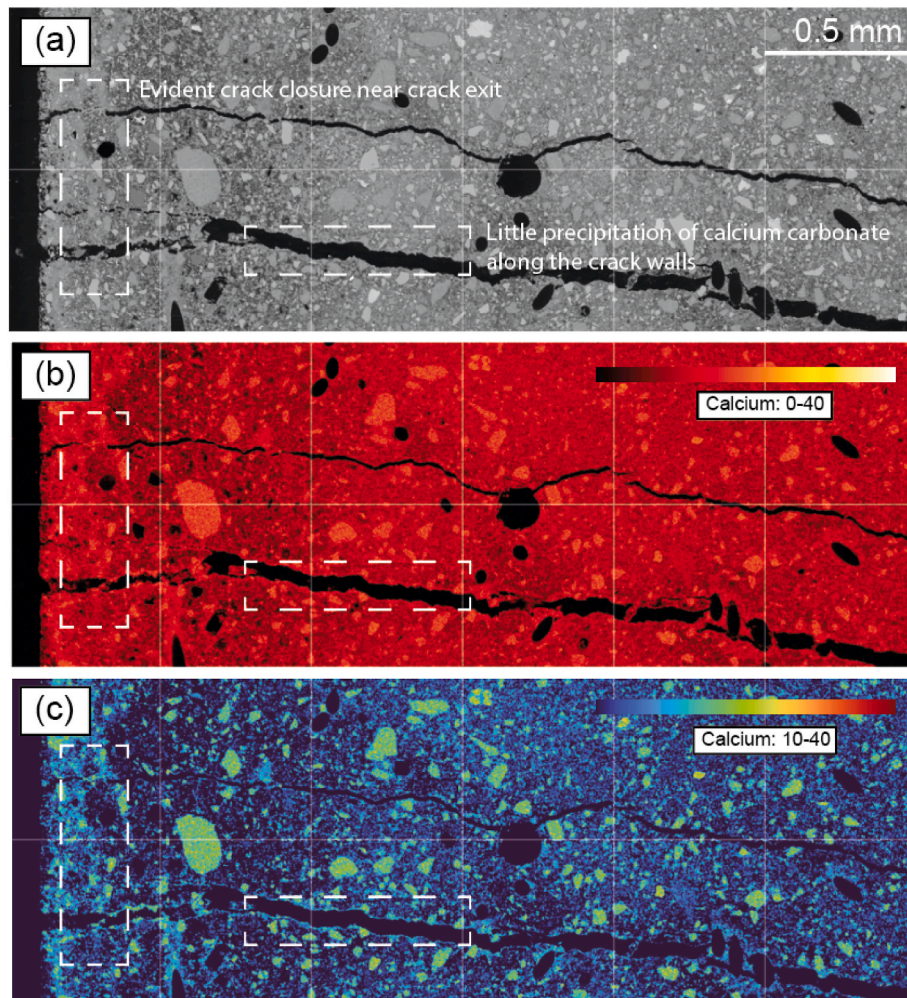 (a)
0.5 mm
Evident crack closure near crack exit
Little precipitation of calcium carbonate
along the crack walls
(b)
Calcium: 0-40
(c)
Calcium: 10-40